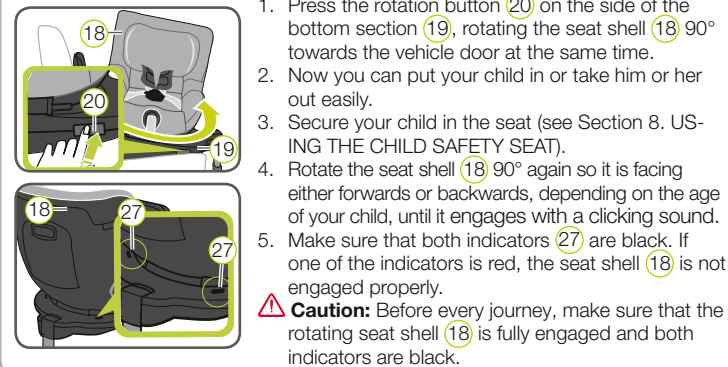 18
20
19
18
27
27
1. Press the rotation button (20) on the side of the
bottom section (19), rotating the seat shell (18) 90°
towards the vehicle door at the same time.
2. Now you can put your child in or take him or her
out easily.
3. Secure your child in the seat (see Section 8. US-
ING THE CHILD SAFETY SEAT).
4. Rotate the seat shell (18) 90° again so it is facing
either forwards or backwards, depending on the age
of your child, until it engages with a clicking sound.
5. Make sure that both indicators (27) are black. If
one of the indicators is red, the seat shell (18) is not
engaged properly.
Caution: Before every journey, make sure that the
rotating seat shell (18) is fully engaged and both
indicators are black.